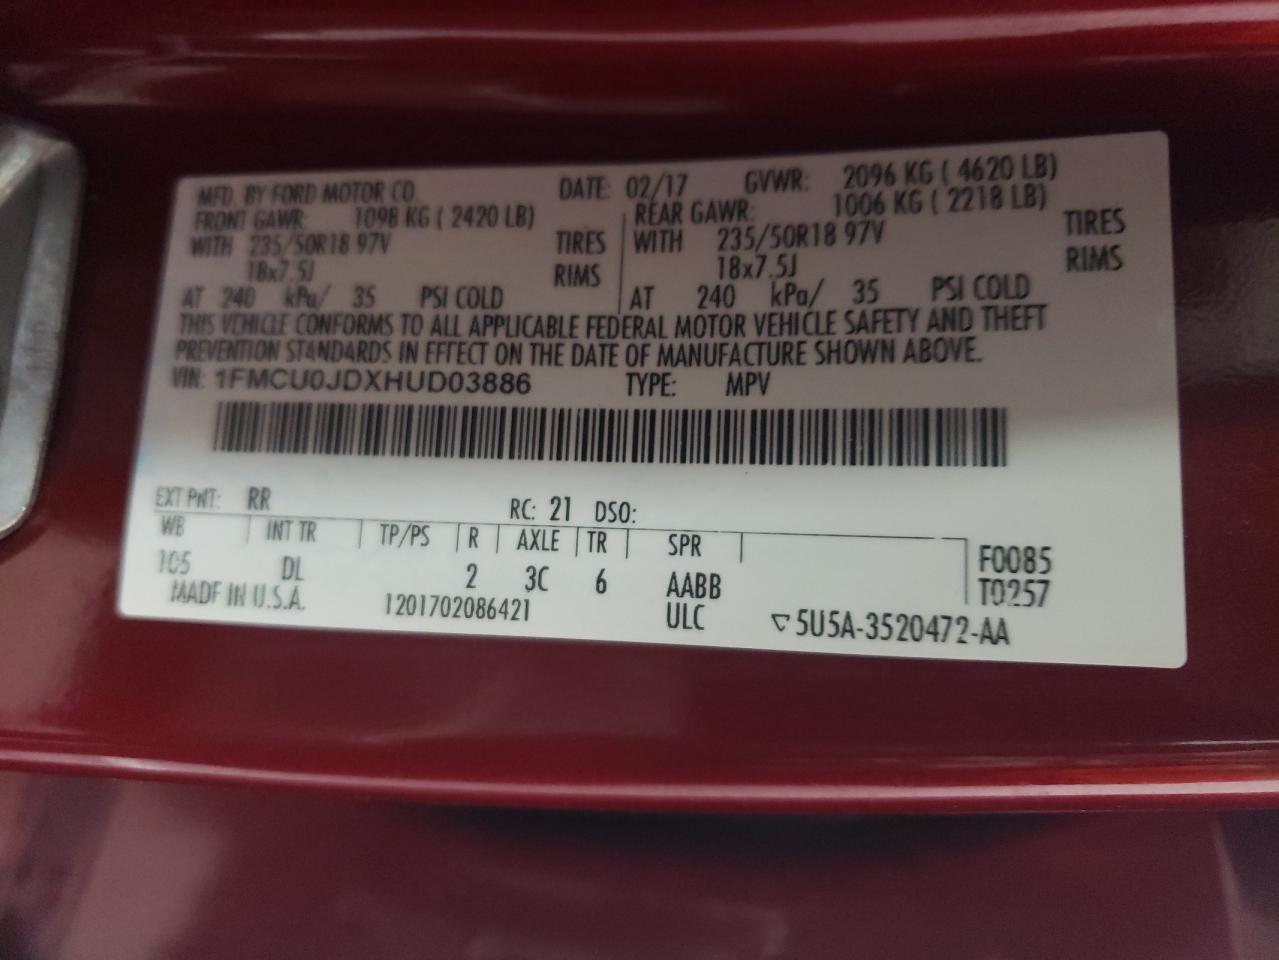 MFD. BY FORD MOTOR CO. DATE: 02/17 GVWR: 2096 KG ( 4620 LB)
FRONT GAWR: 1098 KG ( 2420 LB) REAR GAWR: 1006 KG ( 2218 LB)
WITH 235/50R18 97V TIRES WITH 235/50R18 97V TIRES
18x7.5J RIMS 18x7.5J RIMS
AT 240 kPa/ 35 PSI COLD AT 240 kPa/ 35 PSI COLD
THIS VEHICLE CONFORMS TO ALL APPLICABLE FEDERAL MOTOR VEHICLE SAFETY AND THEFT
PREVENTION STANDARDS IN EFFECT ON THE DATE OF MANUFACTURE SHOWN ABOVE.
VIN: 1FMCU0JDXHUD03886 TYPE: MPV
EXT PNT: RR RC: 21 DSO:
WB INT TR TP/PS R AXLE TR SPR F0085
105 DL 2 3C 6 AABB T0257
MADE IN U.S.A. 1201702086421 ULC ▽5U5A-3520472-AA